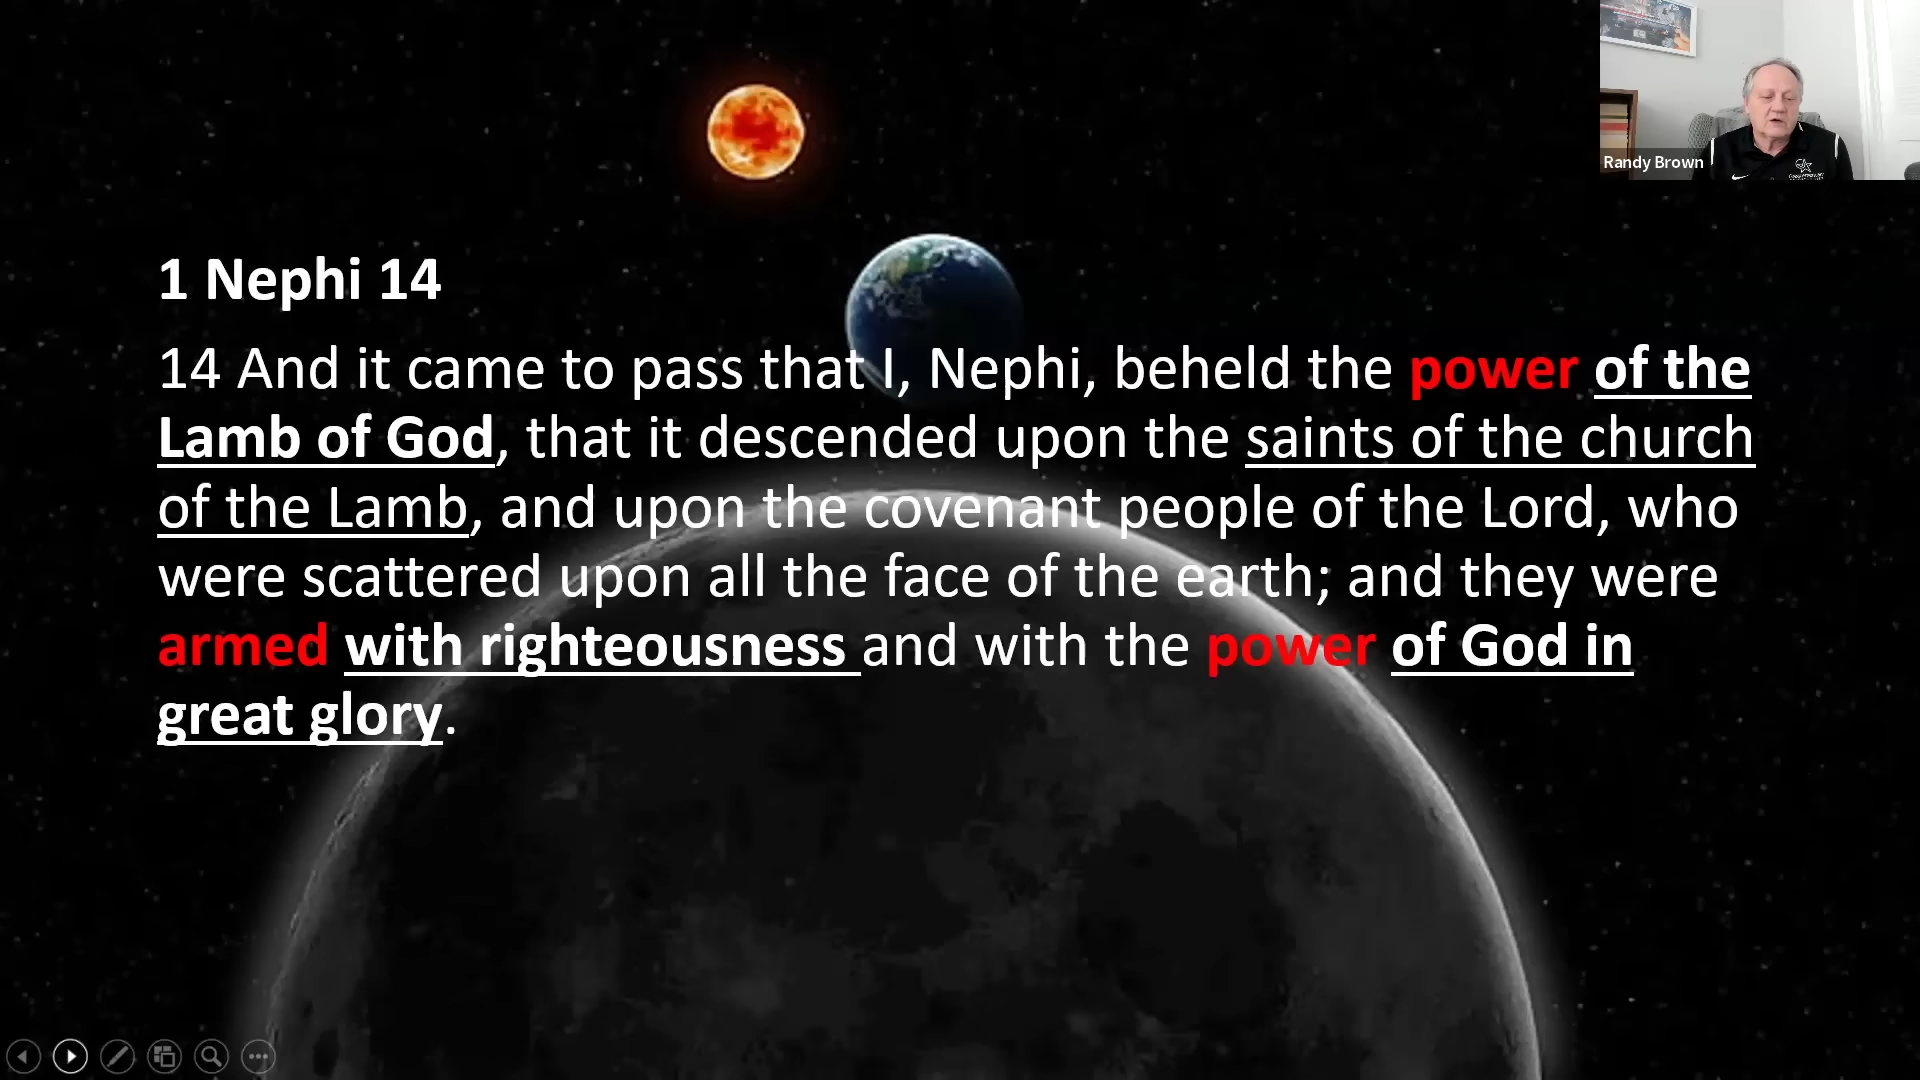 Randy Brown
1 Nephi 14
14 And it came to pass that I, Nephi, beheld the power of the
Lamb of God, that it descended upon the saints of the church
of the Lamb, and upon the covenant people of the Lord, who
were scattered upon all the face of the earth; and they were
armed with righteousness and with the power of God in
great glory.